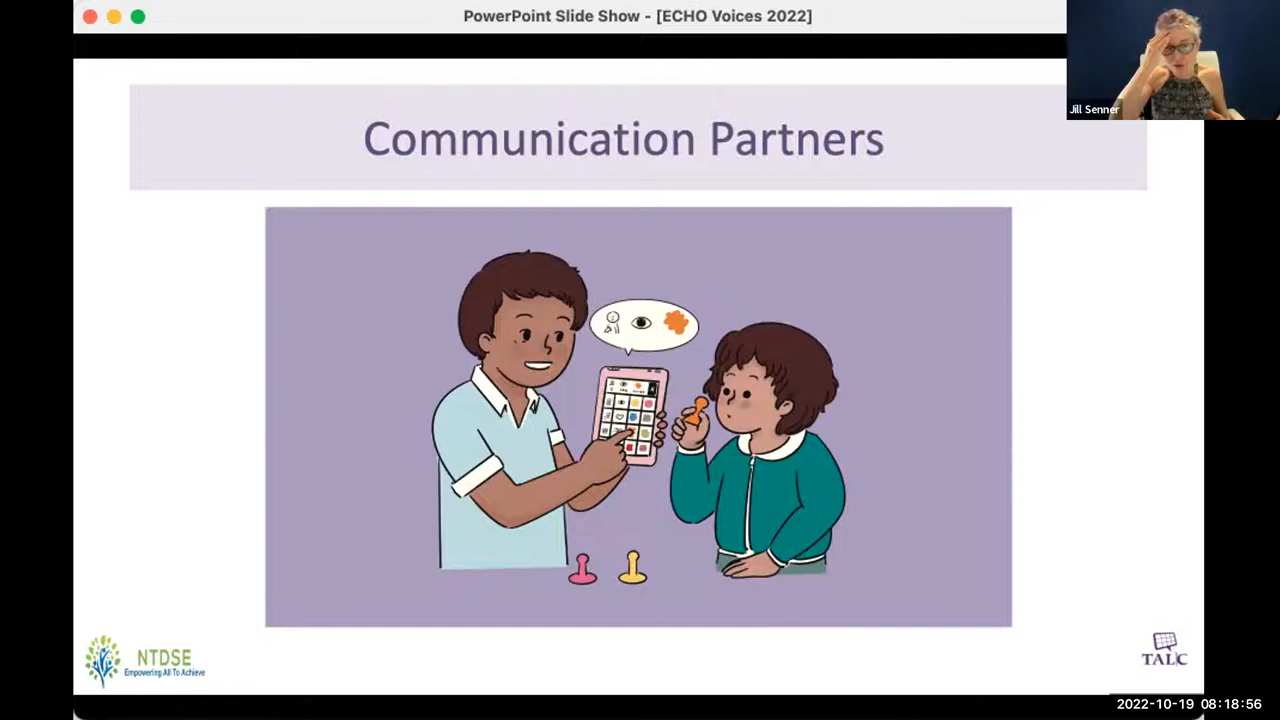 PowerPoint Slide Show - [ECHO Voices 2022]
Jill Senner
Communication Partners
NTDSE
Empowering All To Achieve
TALC
2022-10-19 08:18:56